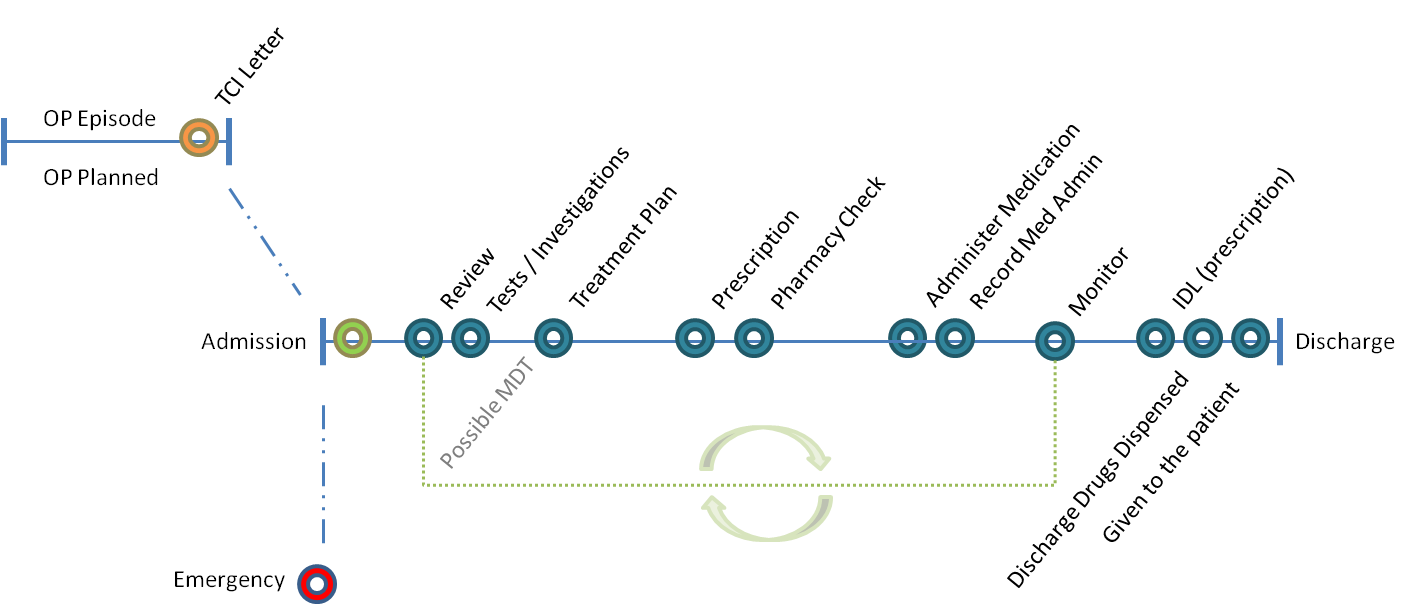 TCI Letter
OP Episode
OP Planned
Admission
Review
Tests / Investigations
Treatment Plan
Possible MDT
Prescription
Pharmacy Check
Administer Medication
Record Med Admin
Monitor
IDL (prescription)
Discharge Drugs Dispensed
Given to the patient
Discharge
Emergency